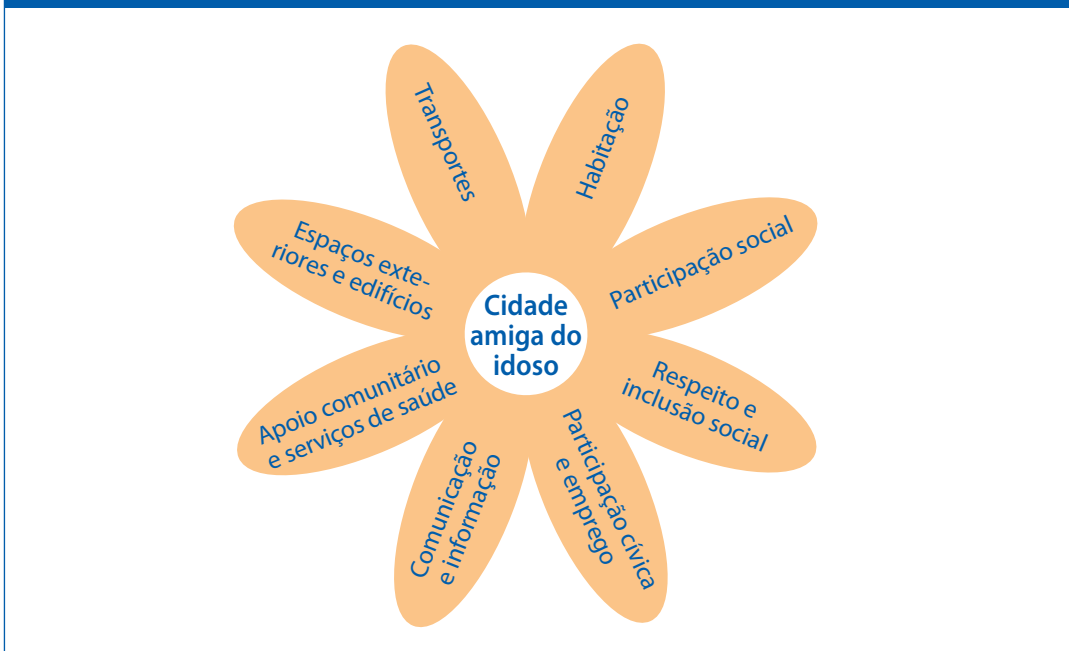 Transportes
Habitação
Espaços exte-
riores e edifícios
Participação social
Cidade
amiga do
idoso
Apoio comunitário
e serviços de saúde
Respeito e
inclusão social
Comunicação
e informação
Participação cívica
e emprego